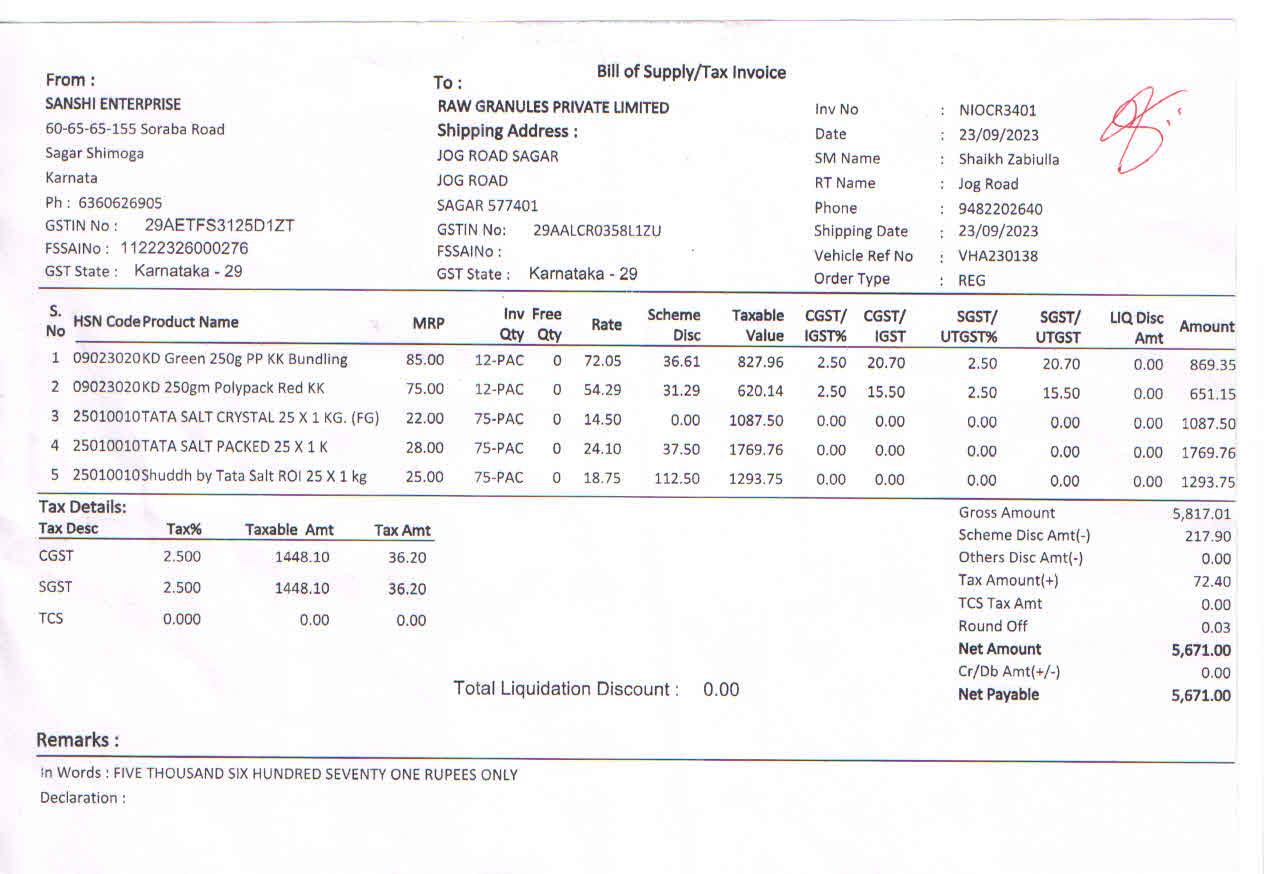 Bill of Supply/Tax Invoice
From :
SANSHI ENTERPRISE
60-65-65-155 Soraba Road
Sagar Shimoga
Karnata
Ph : 6360626905
GSTIN No : 29AETFS3125D1ZT
FSSAINo : 11222326000276
GST State : Karnataka - 29
To :
RAW GRANULES PRIVATE LIMITED
Shipping Address :
JOG ROAD SAGAR
JOG ROAD
SAGAR 577401
GSTIN No: 29AALCR0358L1ZU
FSSAINo :
GST State : Karnataka - 29
Inv No : NIOCR3401
Date : 23/09/2023
SM Name : Shaikh Zabiulla
RT Name : Jog Road
Phone : 9482202640
Shipping Date : 23/09/2023
Vehicle Ref No : VHA230138
Order Type : REG
S. No HSN Code Product Name MRP Inv Qty Free Qty Rate Scheme Disc Taxable Value CGST/ IGST% CGST/ IGST SGST/ UTGST% SGST/ UTGST LIQ Disc Amt Amount
1 09023020 KD Green 250g PP KK Bundling 85.00 12-PAC 0 72.05 36.61 827.96 2.50 20.70 2.50 20.70 0.00 869.35
2 09023020 KD 250gm Polypack Red KK 75.00 12-PAC 0 54.29 31.29 620.14 2.50 15.50 2.50 15.50 0.00 651.15
3 25010010 TATA SALT CRYSTAL 25 X 1 KG. (FG) 22.00 75-PAC 0 14.50 0.00 1087.50 0.00 0.00 0.00 0.00 0.00 1087.50
4 25010010 TATA SALT PACKED 25 X 1 K 28.00 75-PAC 0 24.10 37.50 1769.76 0.00 0.00 0.00 0.00 0.00 1769.76
5 25010010 Shuddh by Tata Salt ROI 25 X 1 kg 25.00 75-PAC 0 18.75 112.50 1293.75 0.00 0.00 0.00 0.00 0.00 1293.75
Tax Details:
Tax Desc Tax% Taxable Amt Tax Amt
CGST 2.500 1448.10 36.20
SGST 2.500 1448.10 36.20
TCS 0.000 0.00 0.00
Gross Amount 5,817.01
Scheme Disc Amt(-) 217.90
Others Disc Amt(-) 0.00
Tax Amount(+) 72.40
TCS Tax Amt 0.00
Round Off 0.03
Net Amount 5,671.00
Cr/Db Amt(+/-) 0.00
Net Payable 5,671.00
Total Liquidation Discount : 0.00
Remarks :
In Words : FIVE THOUSAND SIX HUNDRED SEVENTY ONE RUPEES ONLY
Declaration :